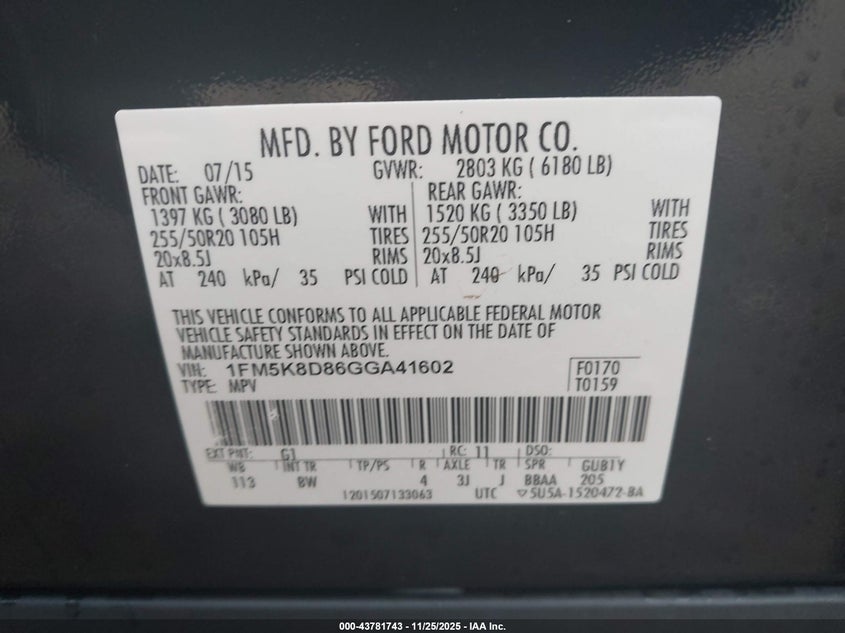 MFD. BY FORD MOTOR CO.
DATE: 07/15 GVWR: 2803 KG ( 6180 LB)
FRONT GAWR: REAR GAWR:
1397 KG ( 3080 LB) WITH 1520 KG ( 3350 LB) WITH
255/50R20 105H TIRES 255/50R20 105H TIRES
20x8.5J RIMS 20x8.5J RIMS
AT 240 kPa/ 35 PSI COLD AT 240 kPa/ 35 PSI COLD
THIS VEHICLE CONFORMS TO ALL APPLICABLE FEDERAL MOTOR
VEHICLE SAFETY STANDARDS IN EFFECT ON THE DATE OF
MANUFACTURE SHOWN ABOVE.
VIN: 1FM5K8D86GGA41602 F0170
TYPE: MPV T0159
EXT PNT: G1 RC: 11 DSO:
WB INT TR TP/PS R AXLE TR SPR GUB1Y
113 BW 4 3J J BBAA 205
1201507133063 UTC ▽5U5A-1520472-BA
000-43781743 | 11/25/2025 - IAA Inc.